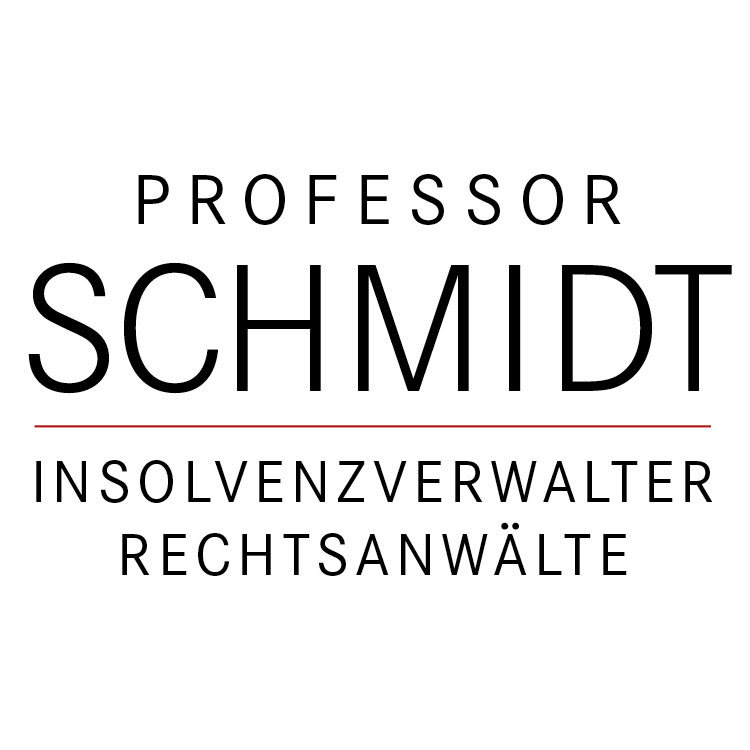 PROFESSOR
SCHMIDT
INSOLVENZVERWALTER
RECHTSANWÄLTE